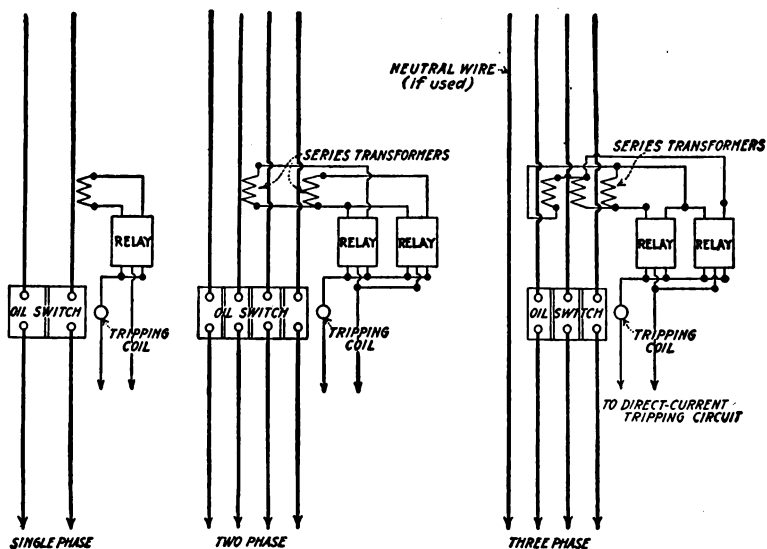 NEUTRAL WIRE
(if used)
SERIES TRANSFORMERS
SERIES TRANSFORMERS
RELAY
RELAY
RELAY
RELAY
RELAY
OIL SWITCH
OIL SWITCH
OIL SWITCH
TRIPPING
COIL
TRIPPING
COIL
TRIPPING
COIL
TO DIRECT-CURRENT
TRIPPING CIRCUIT
SINGLE PHASE
TWO PHASE
THREE PHASE